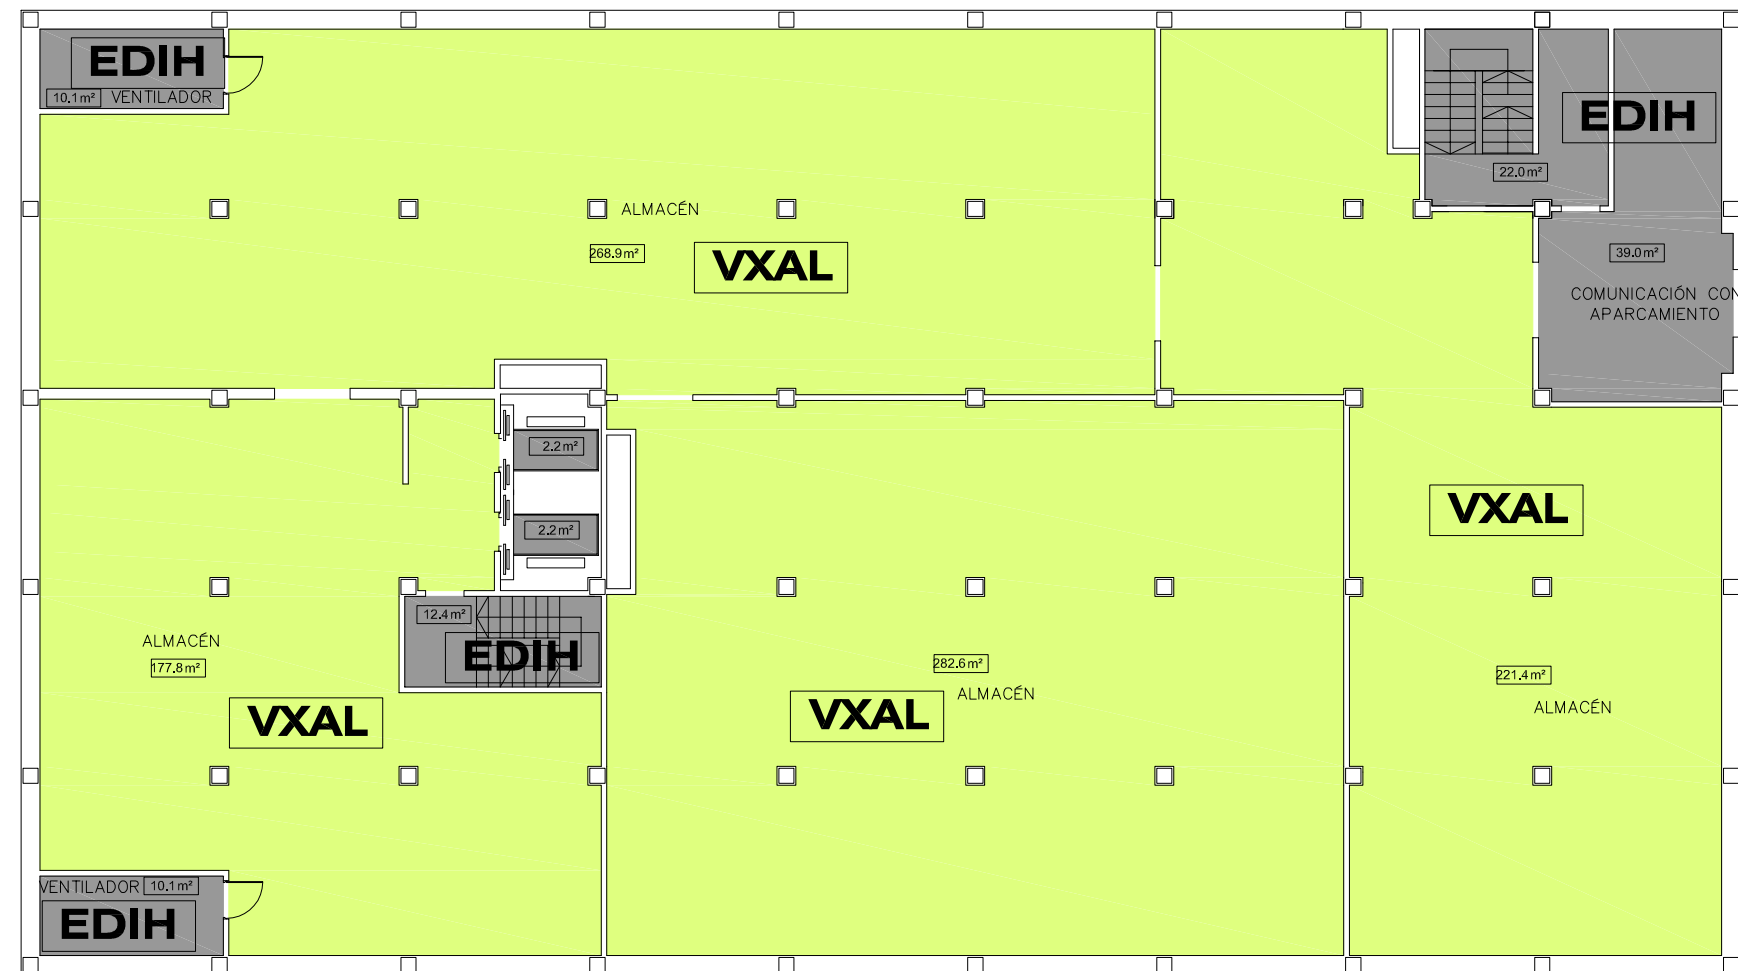 EDIH
10.1m² VENTILADOR
EDIH
22.0m²
ALMACÉN
268.9m²
VXAL
39.0m²
COMUNICACIÓN CON
APARCAMIENTO
2.2m²
2.2m²
VXAL
12.4m²
EDIH
ALMACÉN
177.8m²
VXAL
282.6m²
ALMACÉN
VXAL
221.4m²
ALMACÉN
VENTILADOR 10.1m²
EDIH